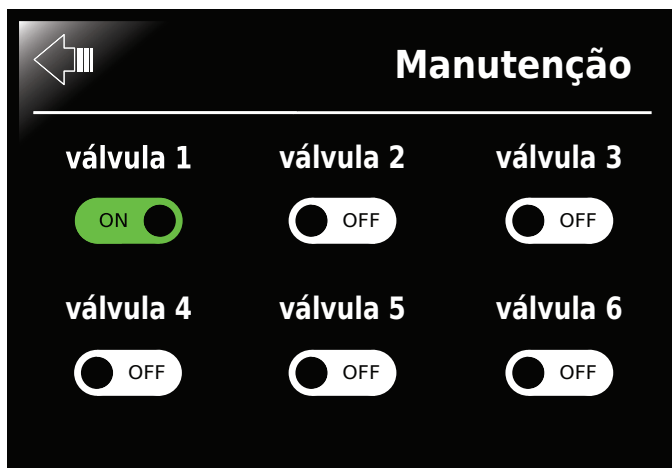 Manutenção
válvula 1 válvula 2 válvula 3
ON OFF OFF
válvula 4 válvula 5 válvula 6
OFF OFF OFF